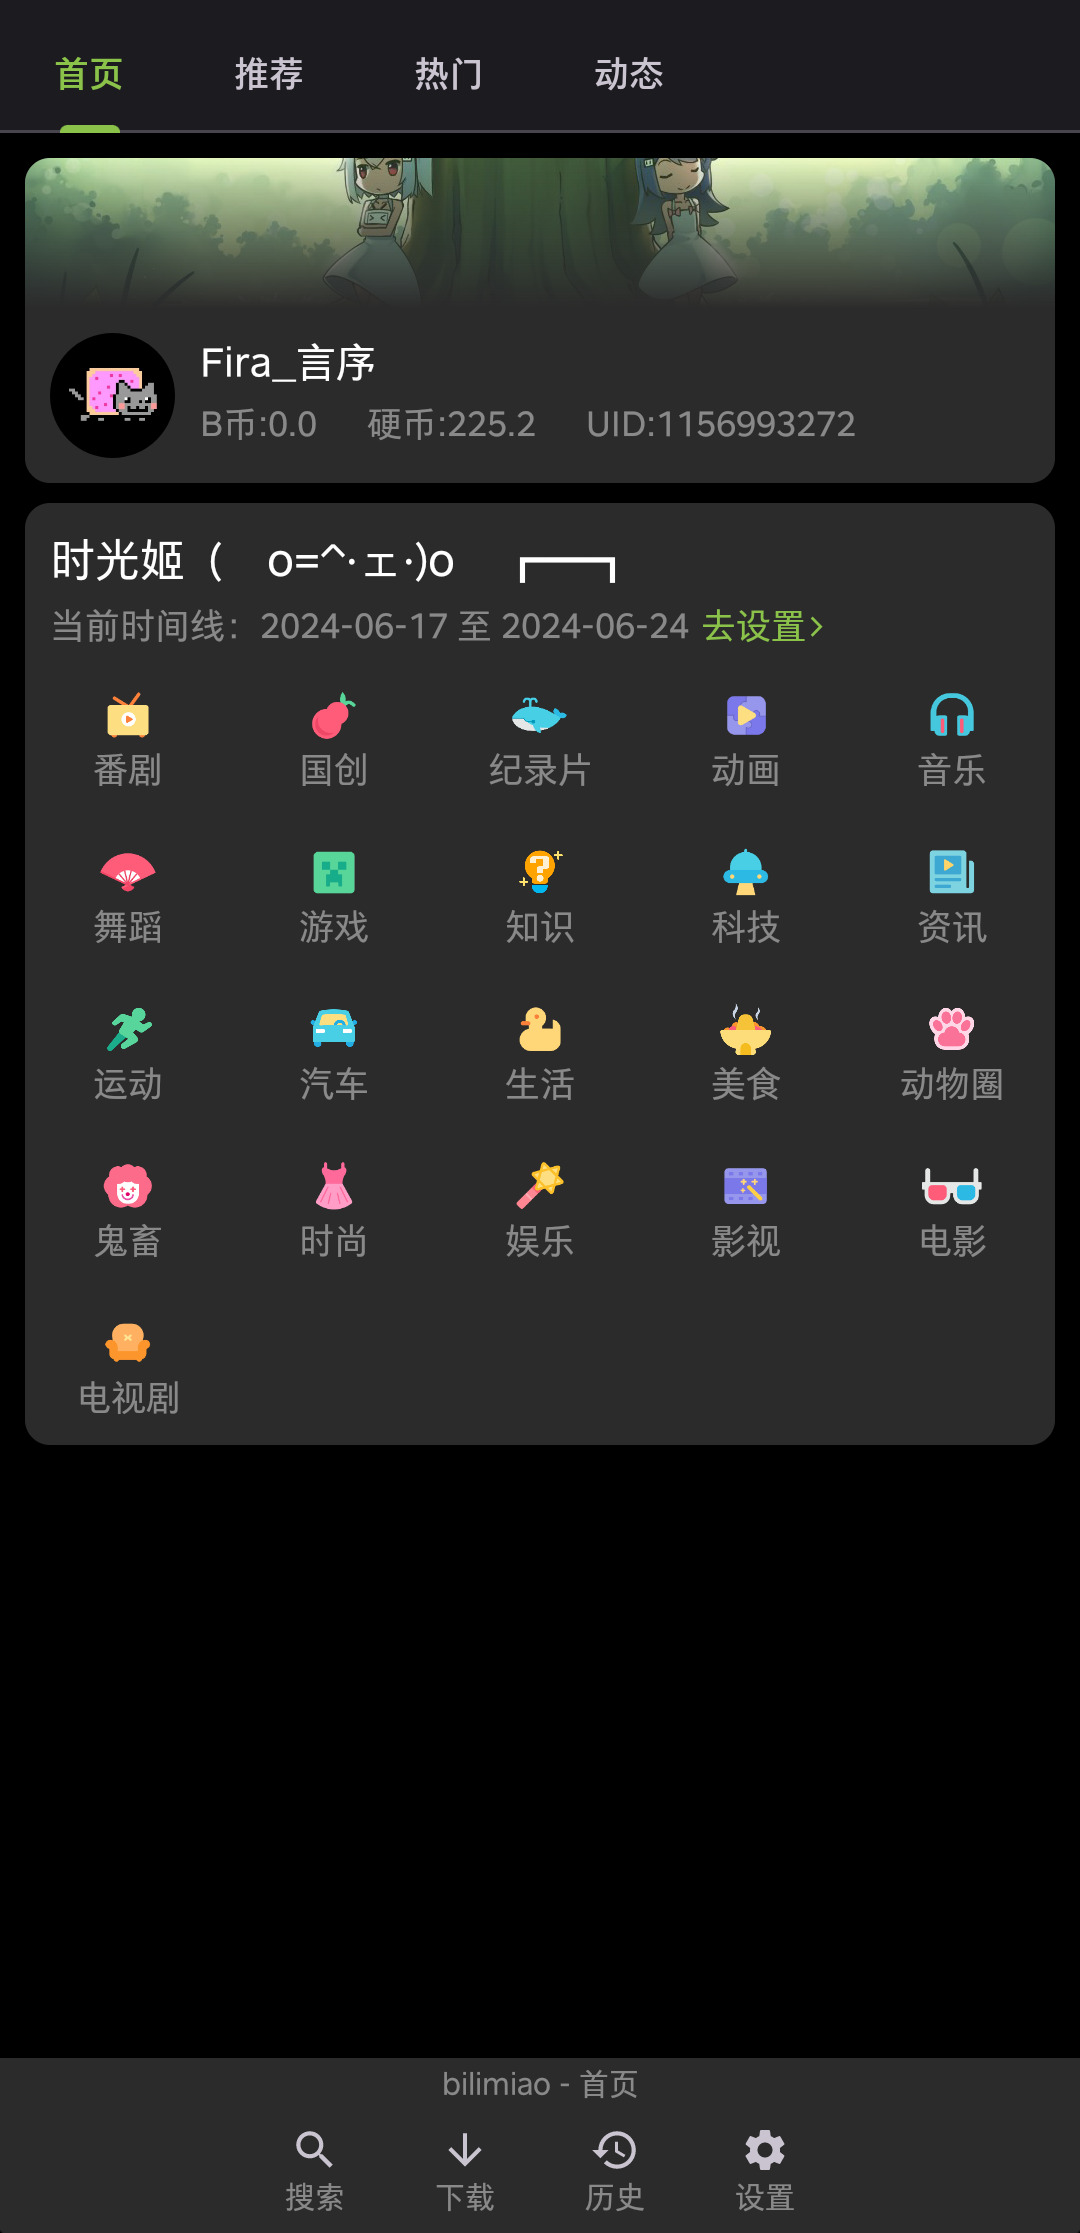 首页 推荐 热门 动态
Fira_言序
B币:0.0 硬币:225.2 UID:1156993272
时光姬（ o=^·ェ·)o ┏━┓
当前时间线：2024-06-17 至 2024-06-24 去设置>
番剧 国创 纪录片 动画 音乐
舞蹈 游戏 知识 科技 资讯
运动 汽车 生活 美食 动物圈
鬼畜 时尚 娱乐 影视 电影
电视剧
bilimiao - 首页
搜索 下载 历史 设置